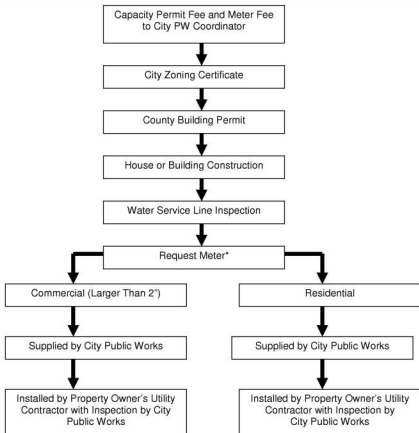 Capacity Permit Fee and Meter Fee
to City PW Coordinator
City Zoning Certificate
County Building Permit
House or Building Construction
Water Service Line Inspection
Request Meter*
Commercial (Larger Than 2")
Residential
Supplied by City Public Works
Supplied by City Public Works
Installed by Property Owner's Utility
Contractor with Inspection by City
Public Works
Installed by Property Owner's Utility
Contractor with Inspection by
City Public Works